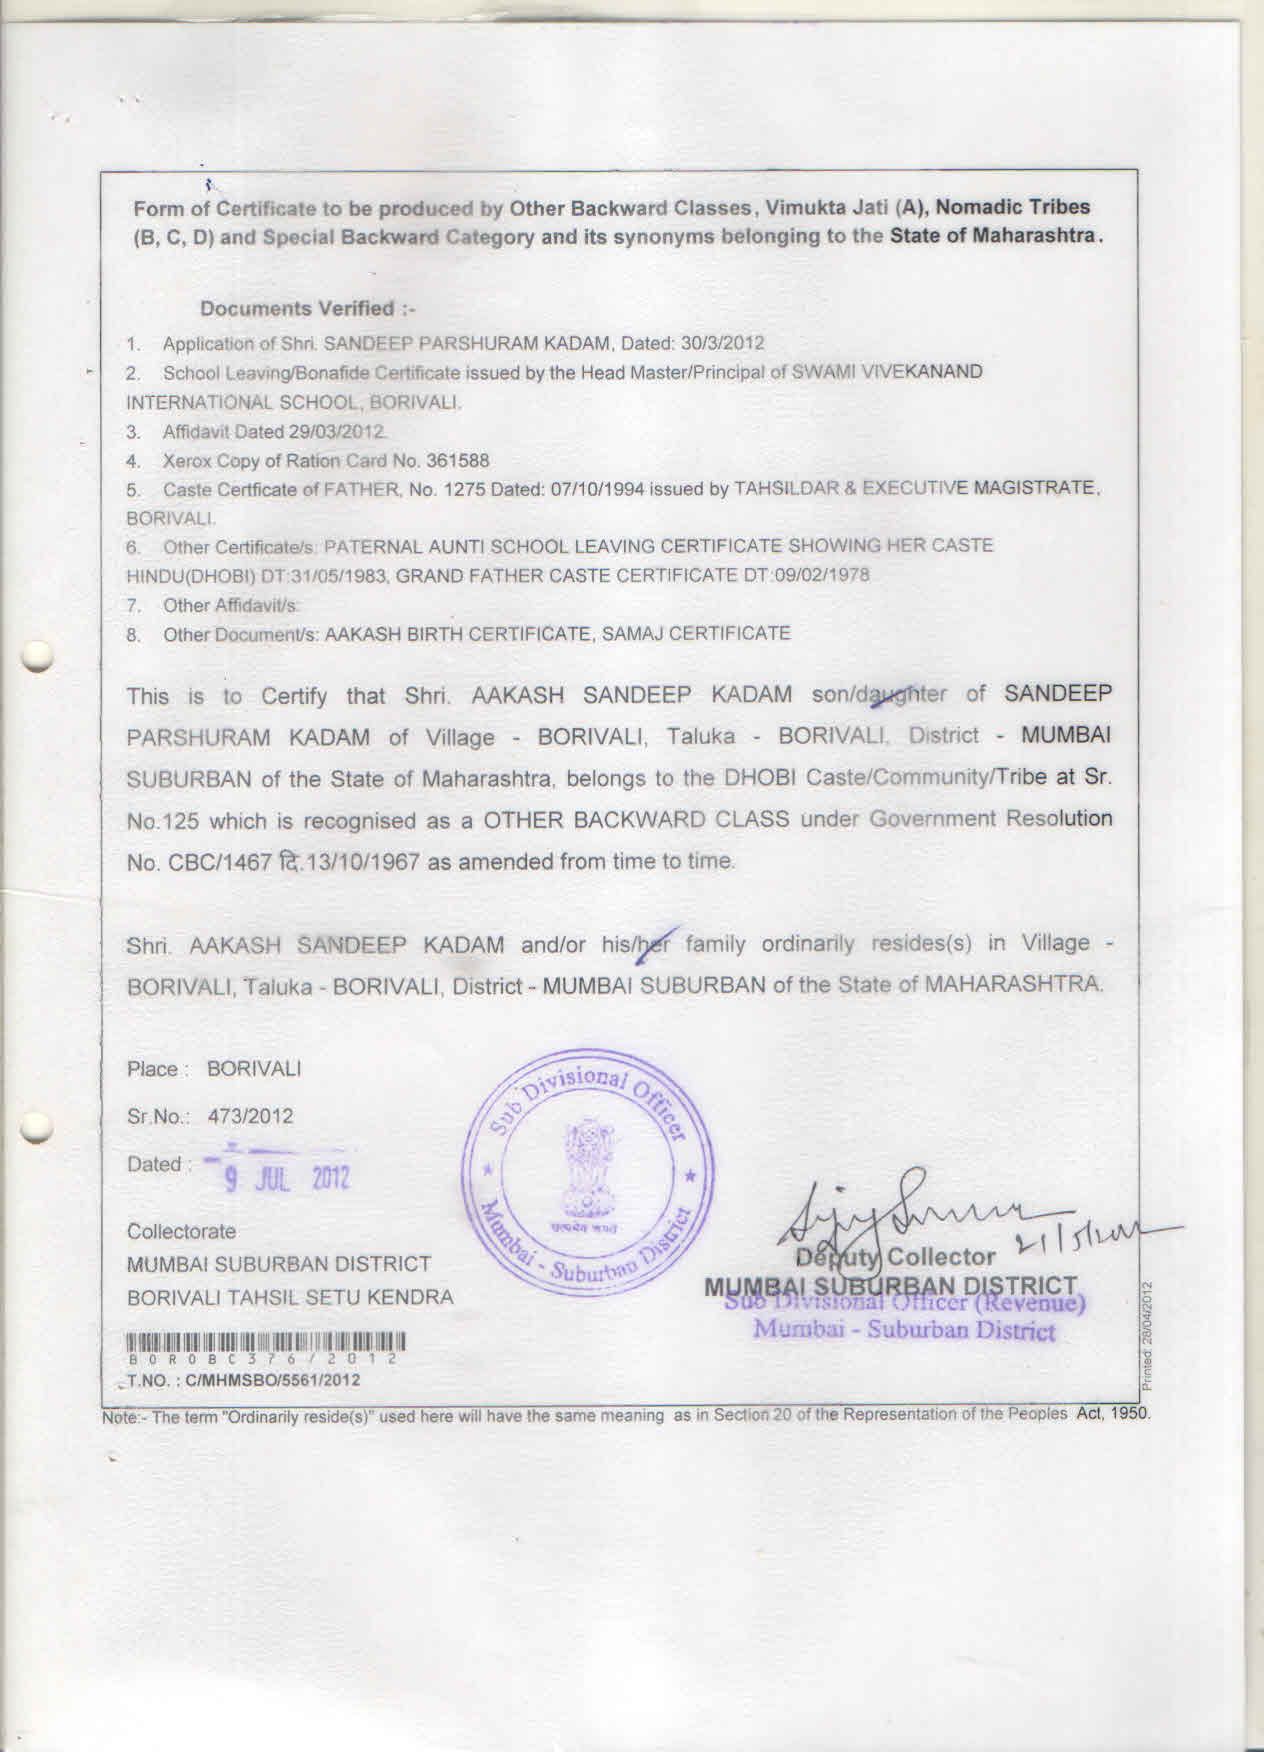 Form of Certificate to be produced by Other Backward Classes, Vimukta Jati (A), Nomadic Tribes
(B, C, D) and Special Backward Category and its synonyms belonging to the State of Maharashtra.
Documents Verified :-
1. Application of Shri. SANDEEP PARSHURAM KADAM, Dated: 30/3/2012
2. School Leaving/Bonafide Certificate issued by the Head Master/Principal of SWAMI VIVEKANAND
INTERNATIONAL SCHOOL, BORIVALI.
3. Affidavit Dated 29/03/2012.
4. Xerox Copy of Ration Card No. 361588
5. Caste Certficate of FATHER, No. 1275 Dated: 07/10/1994 issued by TAHSILDAR & EXECUTIVE MAGISTRATE,
BORIVALI.
6. Other Certificate/s: PATERNAL AUNTI SCHOOL LEAVING CERTIFICATE SHOWING HER CASTE
HINDU(DHOBI) DT:31/05/1983, GRAND FATHER CASTE CERTIFICATE DT:09/02/1978
7. Other Affidavit/s:
8. Other Document/s: AAKASH BIRTH CERTIFICATE, SAMAJ CERTIFICATE
This is to Certify that Shri. AAKASH SANDEEP KADAM son/daughter of SANDEEP
PARSHURAM KADAM of Village - BORIVALI, Taluka - BORIVALI, District - MUMBAI
SUBURBAN of the State of Maharashtra, belongs to the DHOBI Caste/Community/Tribe at Sr.
No.125 which is recognised as a OTHER BACKWARD CLASS under Government Resolution
No. CBC/1467 दि.13/10/1967 as amended from time to time.
Shri. AAKASH SANDEEP KADAM and/or his/her family ordinarily resides(s) in Village -
BORIVALI, Taluka - BORIVALI, District - MUMBAI SUBURBAN of the State of MAHARASHTRA.
Place : BORIVALI
Sr.No.: 473/2012
Dated : - 9 JUL 2012
Sub Divisional Officer
सत्यमेव जयते
Mumbai - Suburban District
Collectorate
MUMBAI SUBURBAN DISTRICT
BORIVALI TAHSIL SETU KENDRA
Deputy Collector
MUMBAI SUBURBAN DISTRICT
Sub Divisional Officer (Revenue)
Mumbai - Suburban District
BOROBC376/2012
T.NO. : C/MHMSBO/5561/2012
Printed: 28/04/2012
Note:- The term "Ordinarily reside(s)" used here will have the same meaning as in Section 20 of the Representation of the Peoples Act, 1950.